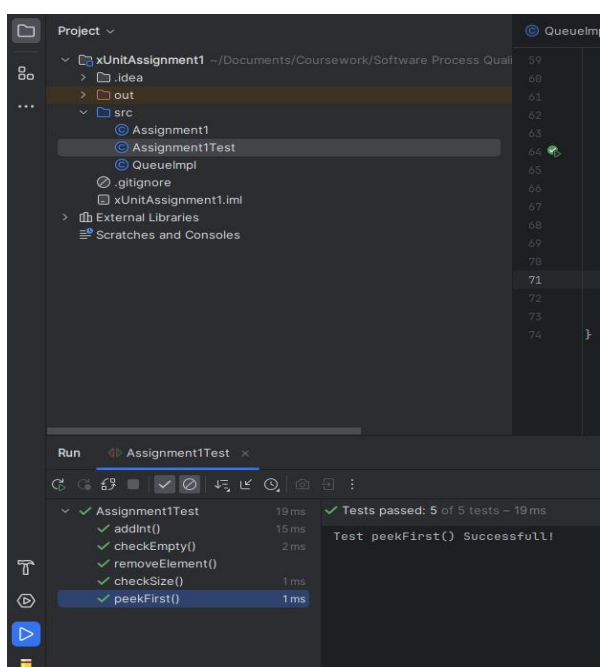 Project
QueueImp
xUnitAssignment1 ~/Documents/Coursework/Software Process Quali
.idea
out
src
Assignment1
Assignment1Test
QueueImpl
.gitignore
xUnitAssignment1.iml
External Libraries
Scratches and Consoles
59
60
61
62
63
64
65
66
67
68
69
70
71
72
73
74 }
Run Assignment1Test ×
Assignment1Test 19 ms
addInt() 15 ms
checkEmpty() 2 ms
removeElement()
checkSize() 1 ms
peekFirst() 1 ms
Tests passed: 5 of 5 tests – 19 ms
Test peekFirst() Successfull!